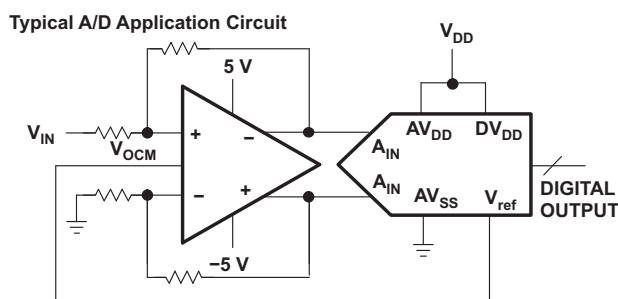 Typical A/D Application Circuit
V_DD
5 V
V_IN
V_OCM
+
−
−
+
−5 V
AV_DD
DV_DD
A_IN
A_IN
AV_SS
V_ref
DIGITAL
OUTPUT